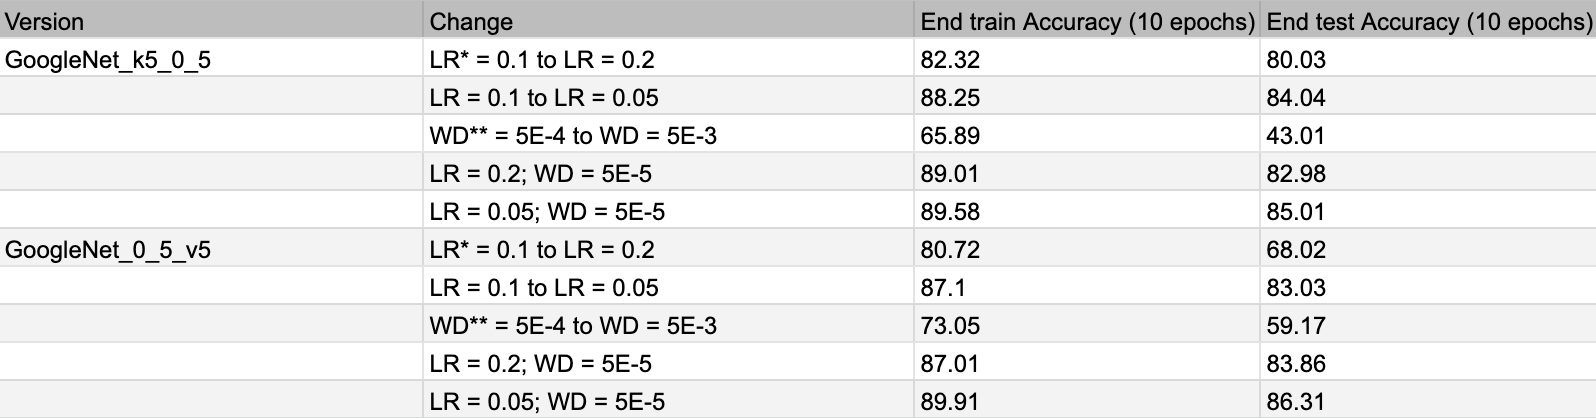 Version Change End train Accuracy (10 epochs) End test Accuracy (10 epochs)
GoogleNet_k5_0_5 LR* = 0.1 to LR = 0.2 82.32 80.03
LR = 0.1 to LR = 0.05 88.25 84.04
WD** = 5E-4 to WD = 5E-3 65.89 43.01
LR = 0.2; WD = 5E-5 89.01 82.98
LR = 0.05; WD = 5E-5 89.58 85.01
GoogleNet_0_5_v5 LR* = 0.1 to LR = 0.2 80.72 68.02
LR = 0.1 to LR = 0.05 87.1 83.03
WD** = 5E-4 to WD = 5E-3 73.05 59.17
LR = 0.2; WD = 5E-5 87.01 83.86
LR = 0.05; WD = 5E-5 89.91 86.31